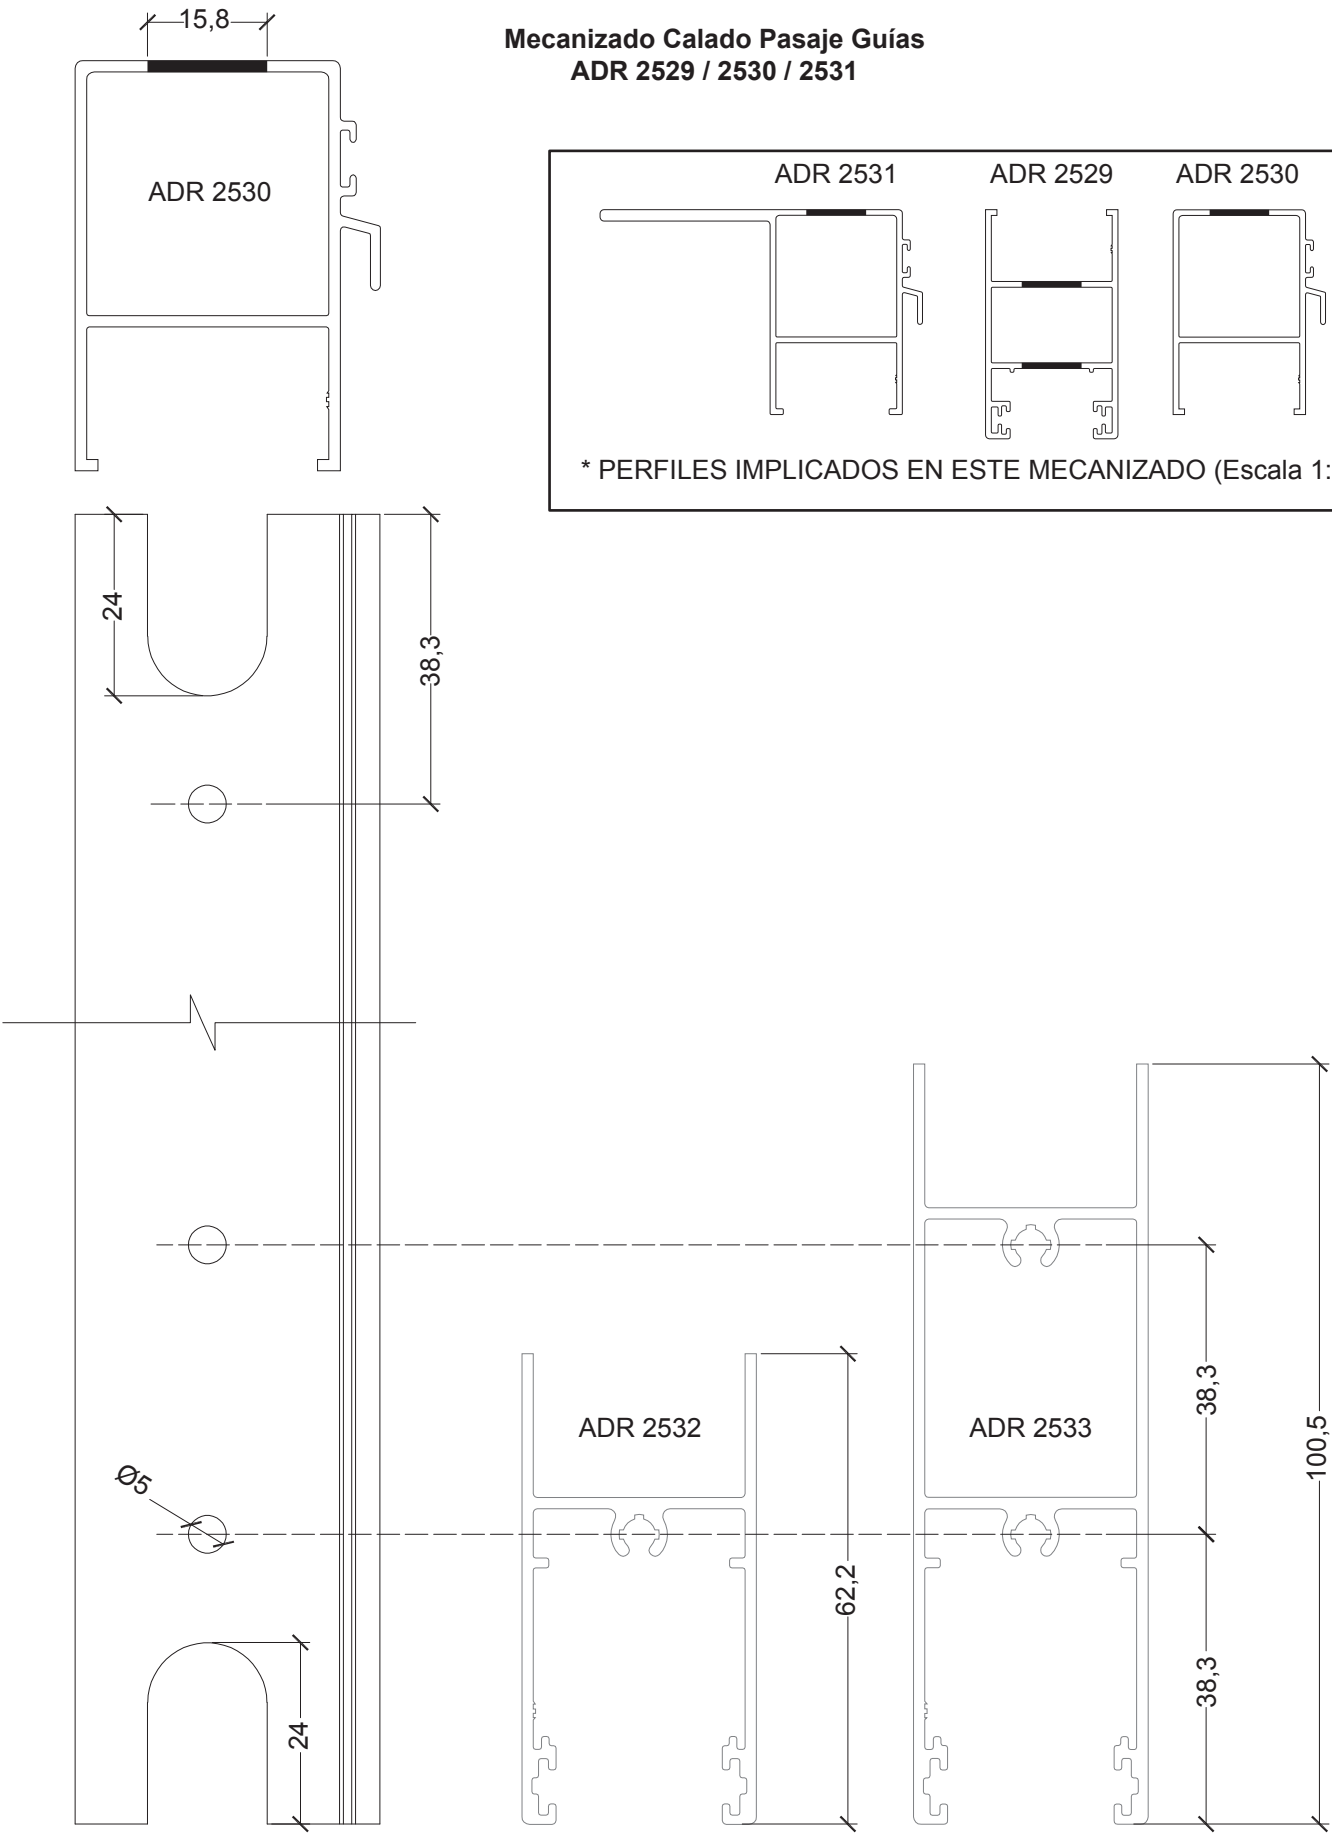 Mecanizado Calado Pasaje Guías
ADR 2529 / 2530 / 2531
15,8
ADR 2530
ADR 2531
ADR 2529
ADR 2530
* PERFILES IMPLICADOS EN ESTE MECANIZADO (Escala 1:
24
38,3
ADR 2532
ADR 2533
38,3
100,5
Ø5
62,2
38,3
24